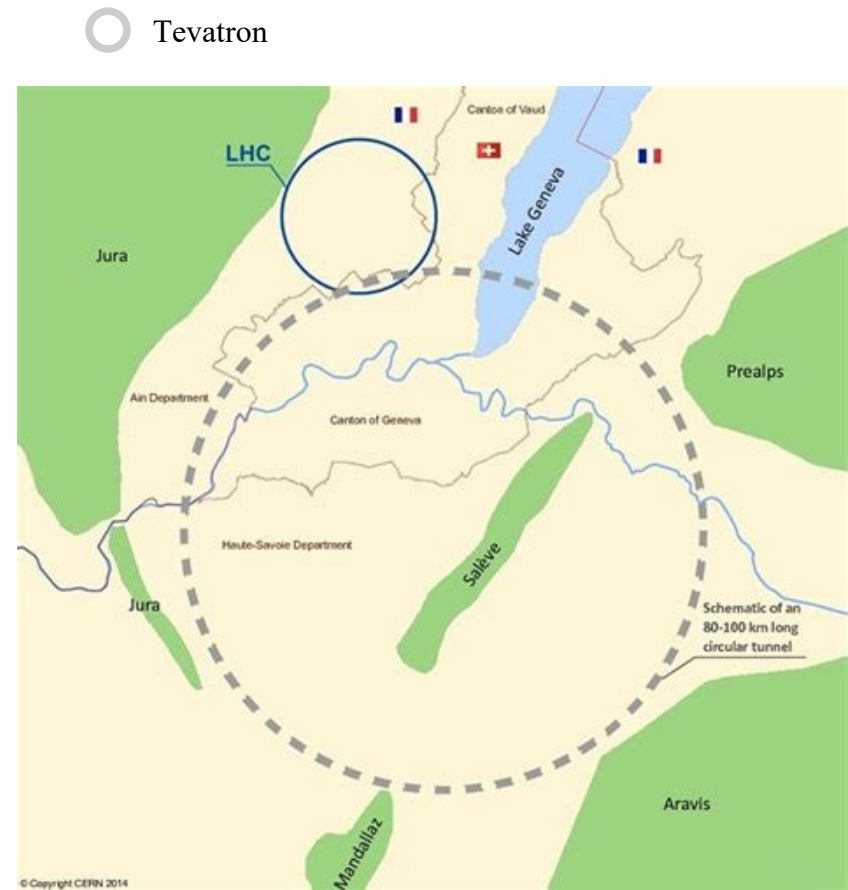 Tevatron
Canton of Vaud
LHC
Lake Geneva
Jura
Prealps
Ain Department
Canton of Geneva
Haute-Savoie Department
Salève
Jura
Schematic of an
80-100 km long
circular tunnel
Aravis
Mandallaz
© Copyright CERN 2014